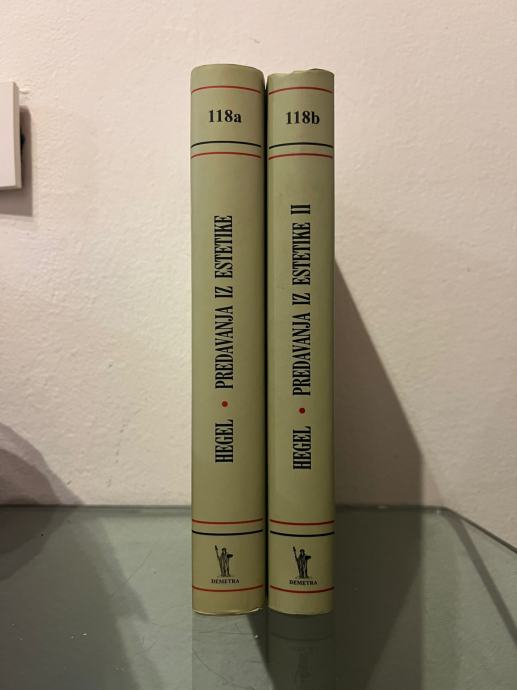 118a
HEGEL • PREDAVANJA IZ ESTETIKE
DEMETRA
118b
HEGEL • PREDAVANJA IZ ESTETIKE II
DEMETRA